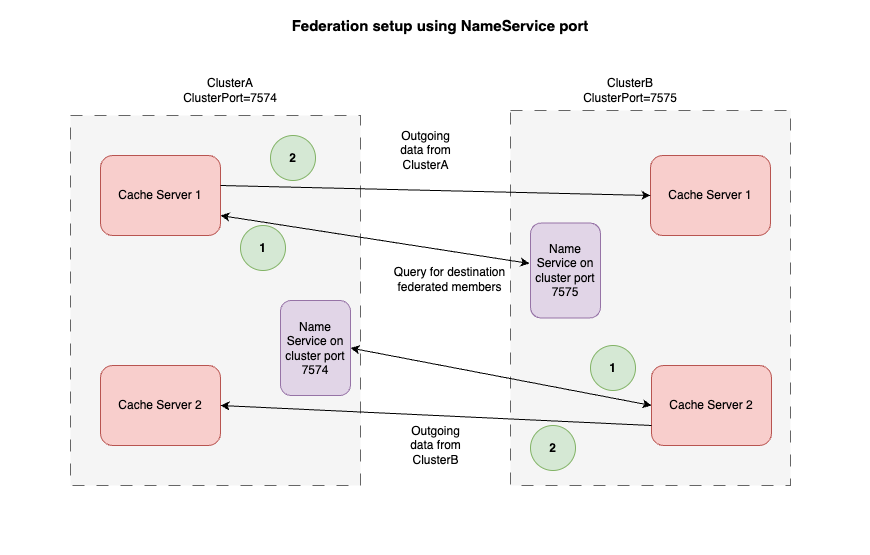 Federation setup using NameService port
ClusterA
ClusterPort=7574
ClusterB
ClusterPort=7575
2
Outgoing
data from
ClusterA
Cache Server 1
Cache Server 1
1
Name
Service on
cluster port
7575
Query for destination
federated members
Name
Service on
cluster port
7574
1
Cache Server 2
Cache Server 2
Outgoing
data from
ClusterB
2